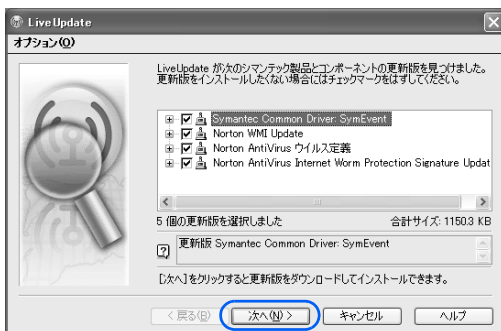 LiveUpdate
オプション(O)
LiveUpdate が次のシマンテック製品とコンポーネントの更新版を見つけました。
更新版をインストールしたくない場合にはチェックマークをはずしてください。
Symantec Common Driver: SymEvent
Norton WMI Update
Norton AntiVirus ウイルス定義
Norton AntiVirus Internet Worm Protection Signature Updat
5 個の更新版を選択しました 合計サイズ: 1150.3 KB
更新版 Symantec Common Driver: SymEvent
[次へ]をクリックすると更新版をダウンロードしてインストールできます。
< 戻る(B) 次へ(N) > キャンセル ヘルプ